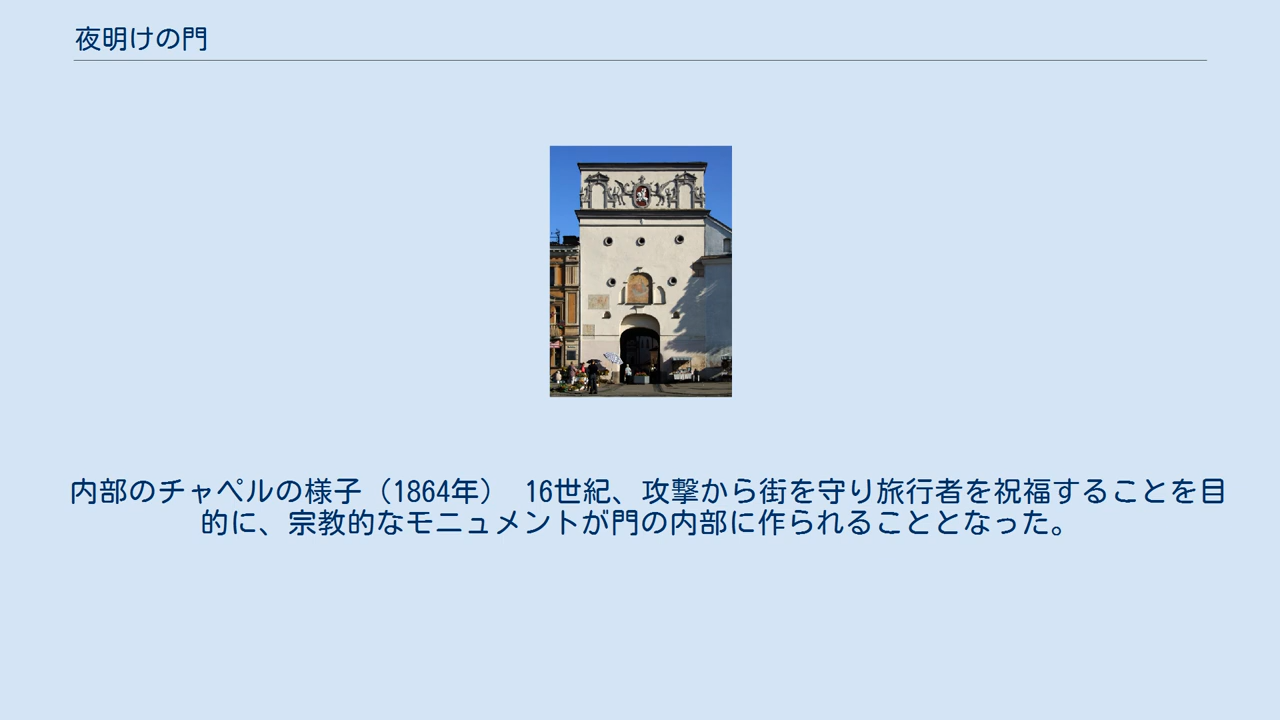 夜明けの門
内部のチャペルの様子（1864年） 16世紀、攻撃から街を守り旅行者を祝福することを目
的に、宗教的なモニュメントが門の内部に作られることとなった。